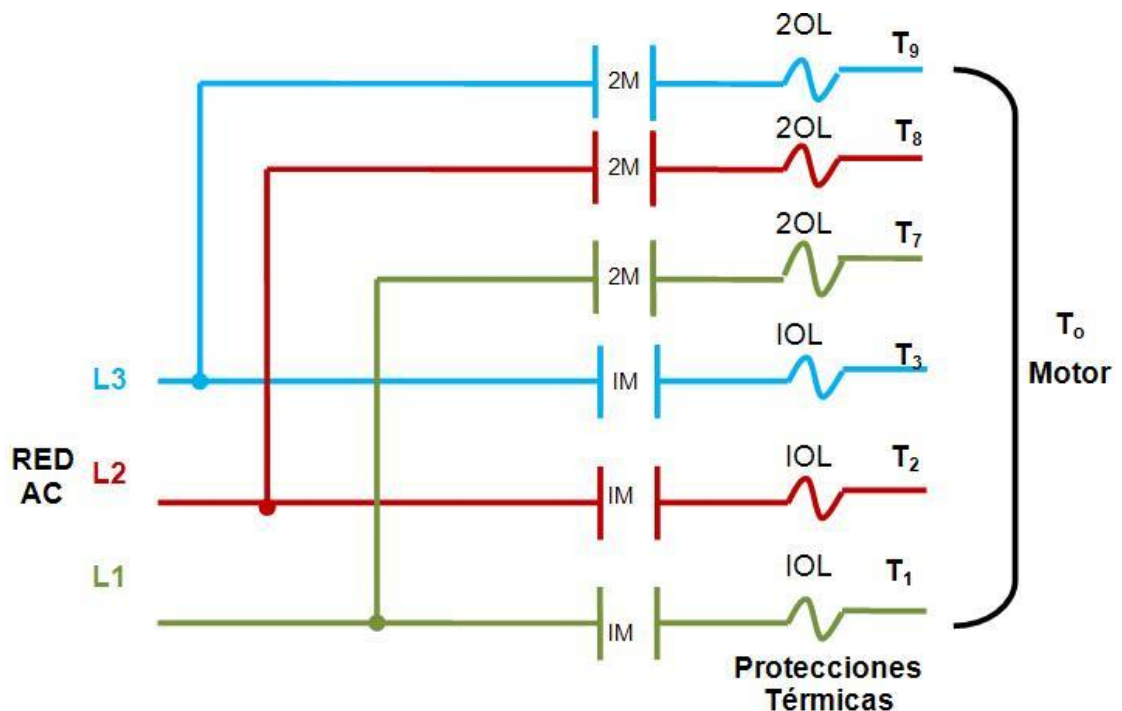 2OL T₉
2M
2OL T₈
2M
2OL T₇
2M
IOL T₃
L3 IM
Tₒ
Motor
RED
AC
L2 IM IOL T₂
L1 IM IOL T₁
Protecciones
Térmicas